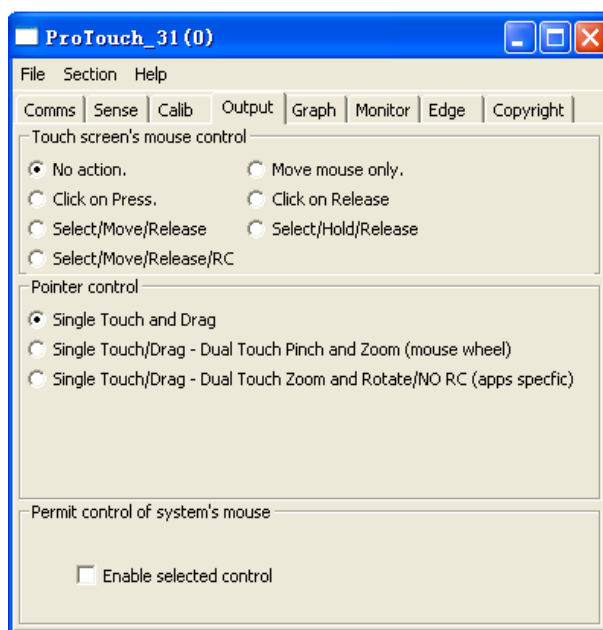 ProTouch_31(0)
File Section Help
Comms Sense Calib Output Graph Monitor Edge Copyright
Touch screen's mouse control
No action. Move mouse only.
Click on Press. Click on Release
Select/Move/Release Select/Hold/Release
Select/Move/Release/RC
Pointer control
Single Touch and Drag
Single Touch/Drag - Dual Touch Pinch and Zoom (mouse wheel)
Single Touch/Drag - Dual Touch Zoom and Rotate/NO RC (apps specfic)
Permit control of system's mouse
Enable selected control